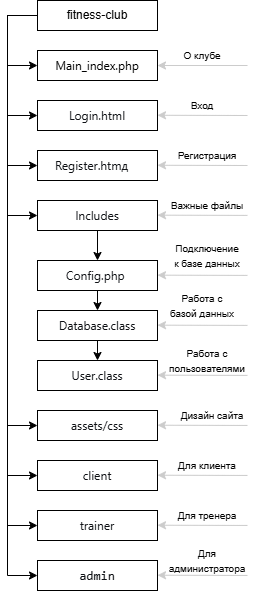 fitness-club
Main_index.php
О клубе
Login.html
Вход
Register.htmд
Регистрация
Includes
Важные файлы
Config.php
Подключение
к базе данных
Database.class
Работа с
базой данных
User.class
Работа с
пользователями
assets/css
Дизайн сайта
client
Для клиента
trainer
Для тренера
admin
Для
администратора